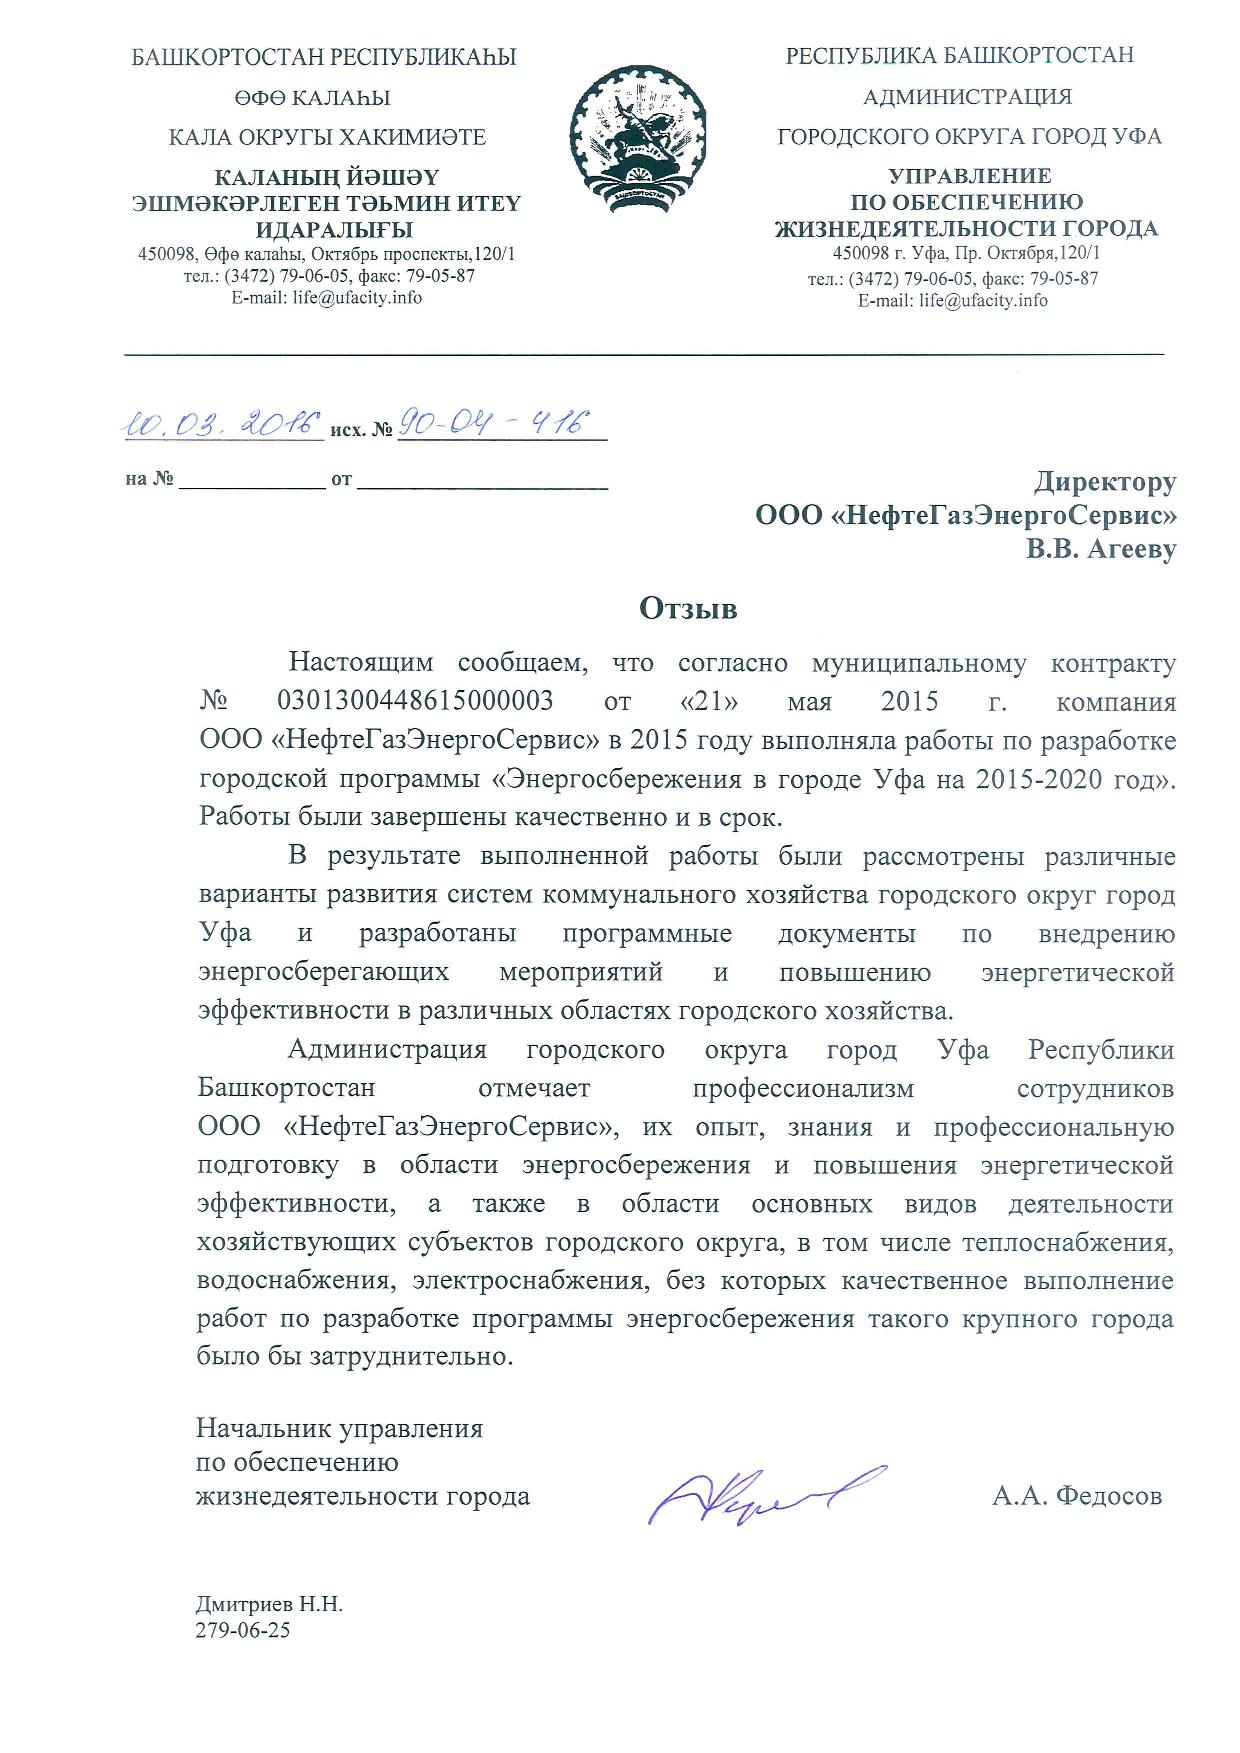 БАШКОРТОСТАН РЕСПУБЛИКАҺЫ
ӨФӨ КАЛАҺЫ
КАЛА ОКРУГЫ ХАКИМИӘТЕ
КАЛАНЫҢ ЙӘШӘҮ
ЭШМӘКӘРЛЕГЕН ТӘЬМИН ИТЕҮ
ИДАРАЛЫҒЫ
450098, Өфө калаһы, Октябрь проспекты,120/1
тел.: (3472) 79-06-05, факс: 79-05-87
E-mail: life@ufacity.info
РЕСПУБЛИКА БАШКОРТОСТАН
АДМИНИСТРАЦИЯ
ГОРОДСКОГО ОКРУГА ГОРОД УФА
УПРАВЛЕНИЕ
ПО ОБЕСПЕЧЕНИЮ
ЖИЗНЕДЕЯТЕЛЬНОСТИ ГОРОДА
450098 г. Уфа, Пр. Октября,120/1
тел.: (3472) 79-06-05, факс: 79-05-87
E-mail: life@ufacity.info
10.03.2016 исх. № 90-04-416
на № ____________ от ____________
Директору
ООО «НефтеГазЭнергоСервис»
В.В. Агееву
Отзыв
Настоящим сообщаем, что согласно муниципальному контракту
№ 0301300448615000003 от «21» мая 2015 г. компания
ООО «НефтеГазЭнергоСервис» в 2015 году выполняла работы по разработке
городской программы «Энергосбережения в городе Уфа на 2015-2020 год».
Работы были завершены качественно и в срок.
В результате выполненной работы были рассмотрены различные
варианты развития систем коммунального хозяйства городского округ город
Уфа и разработаны программные документы по внедрению
энергосберегающих мероприятий и повышению энергетической
эффективности в различных областях городского хозяйства.
Администрация городского округа город Уфа Республики
Башкортостан отмечает профессионализм сотрудников
ООО «НефтеГазЭнергоСервис», их опыт, знания и профессиональную
подготовку в области энергосбережения и повышения энергетической
эффективности, а также в области основных видов деятельности
хозяйствующих субъектов городского округа, в том числе теплоснабжения,
водоснабжения, электроснабжения, без которых качественное выполнение
работ по разработке программы энергосбережения такого крупного города
было бы затруднительно.
Начальник управления
по обеспечению
жизнедеятельности города А.А. Федосов
Дмитриев Н.Н.
279-06-25